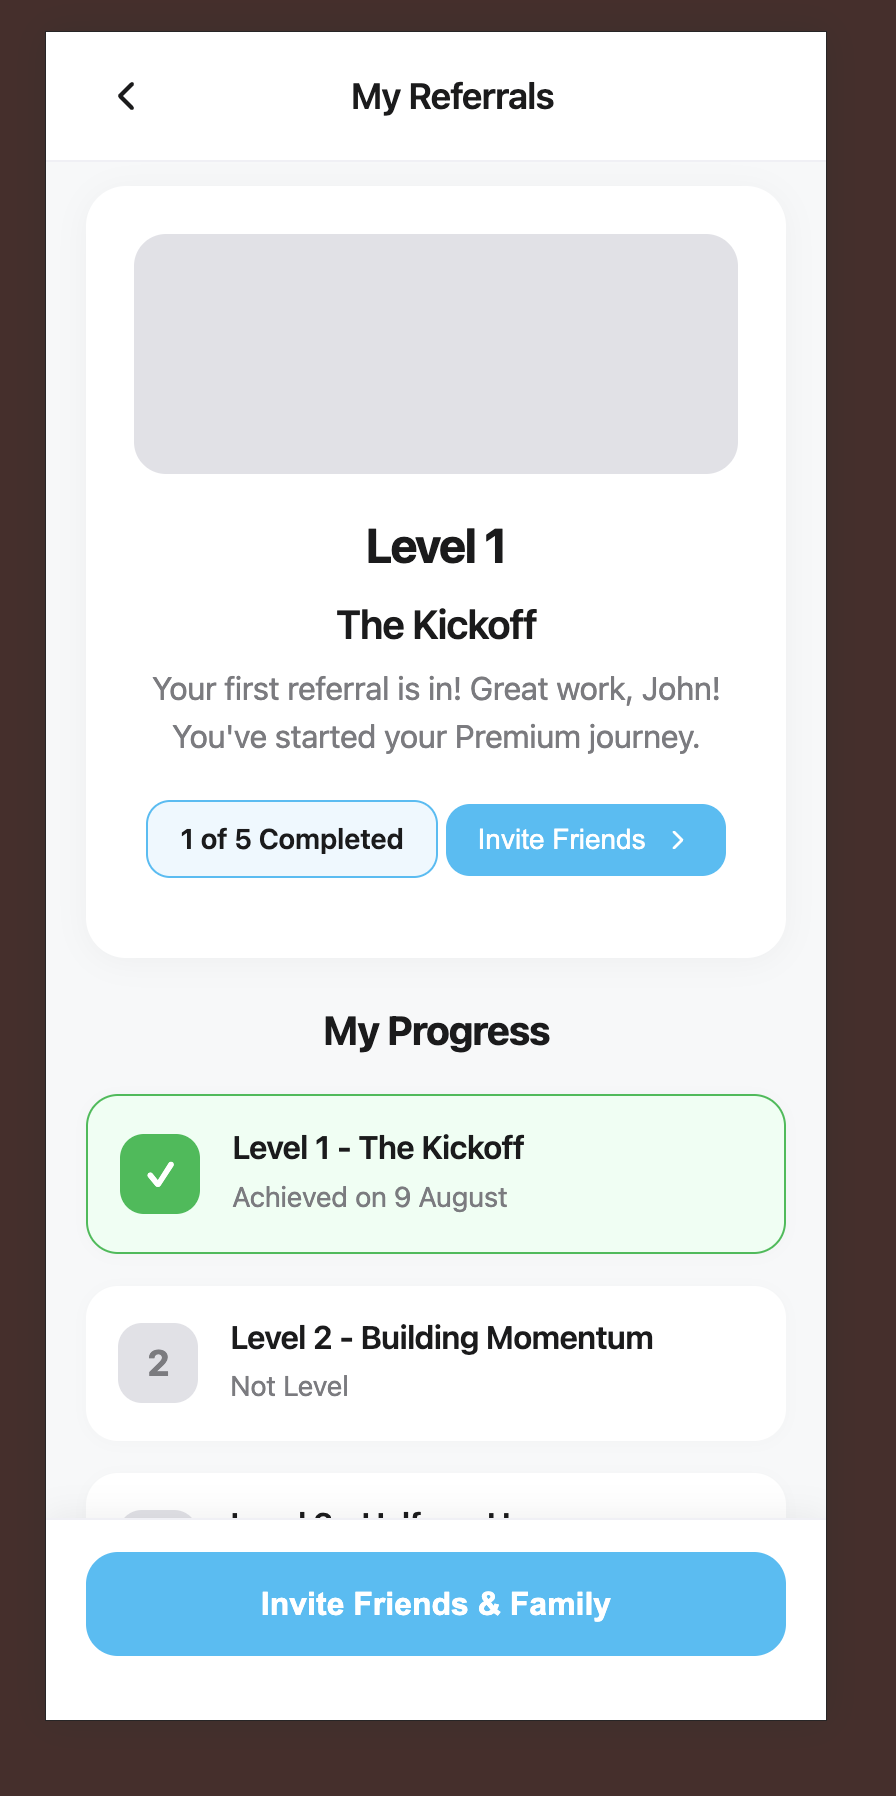 My Referrals
Level 1
The Kickoff
Your first referral is in! Great work, John!
You've started your Premium journey.
1 of 5 Completed
Invite Friends
My Progress
Level 1 - The Kickoff
Achieved on 9 August
2
Level 2 - Building Momentum
Not Level
Invite Friends & Family